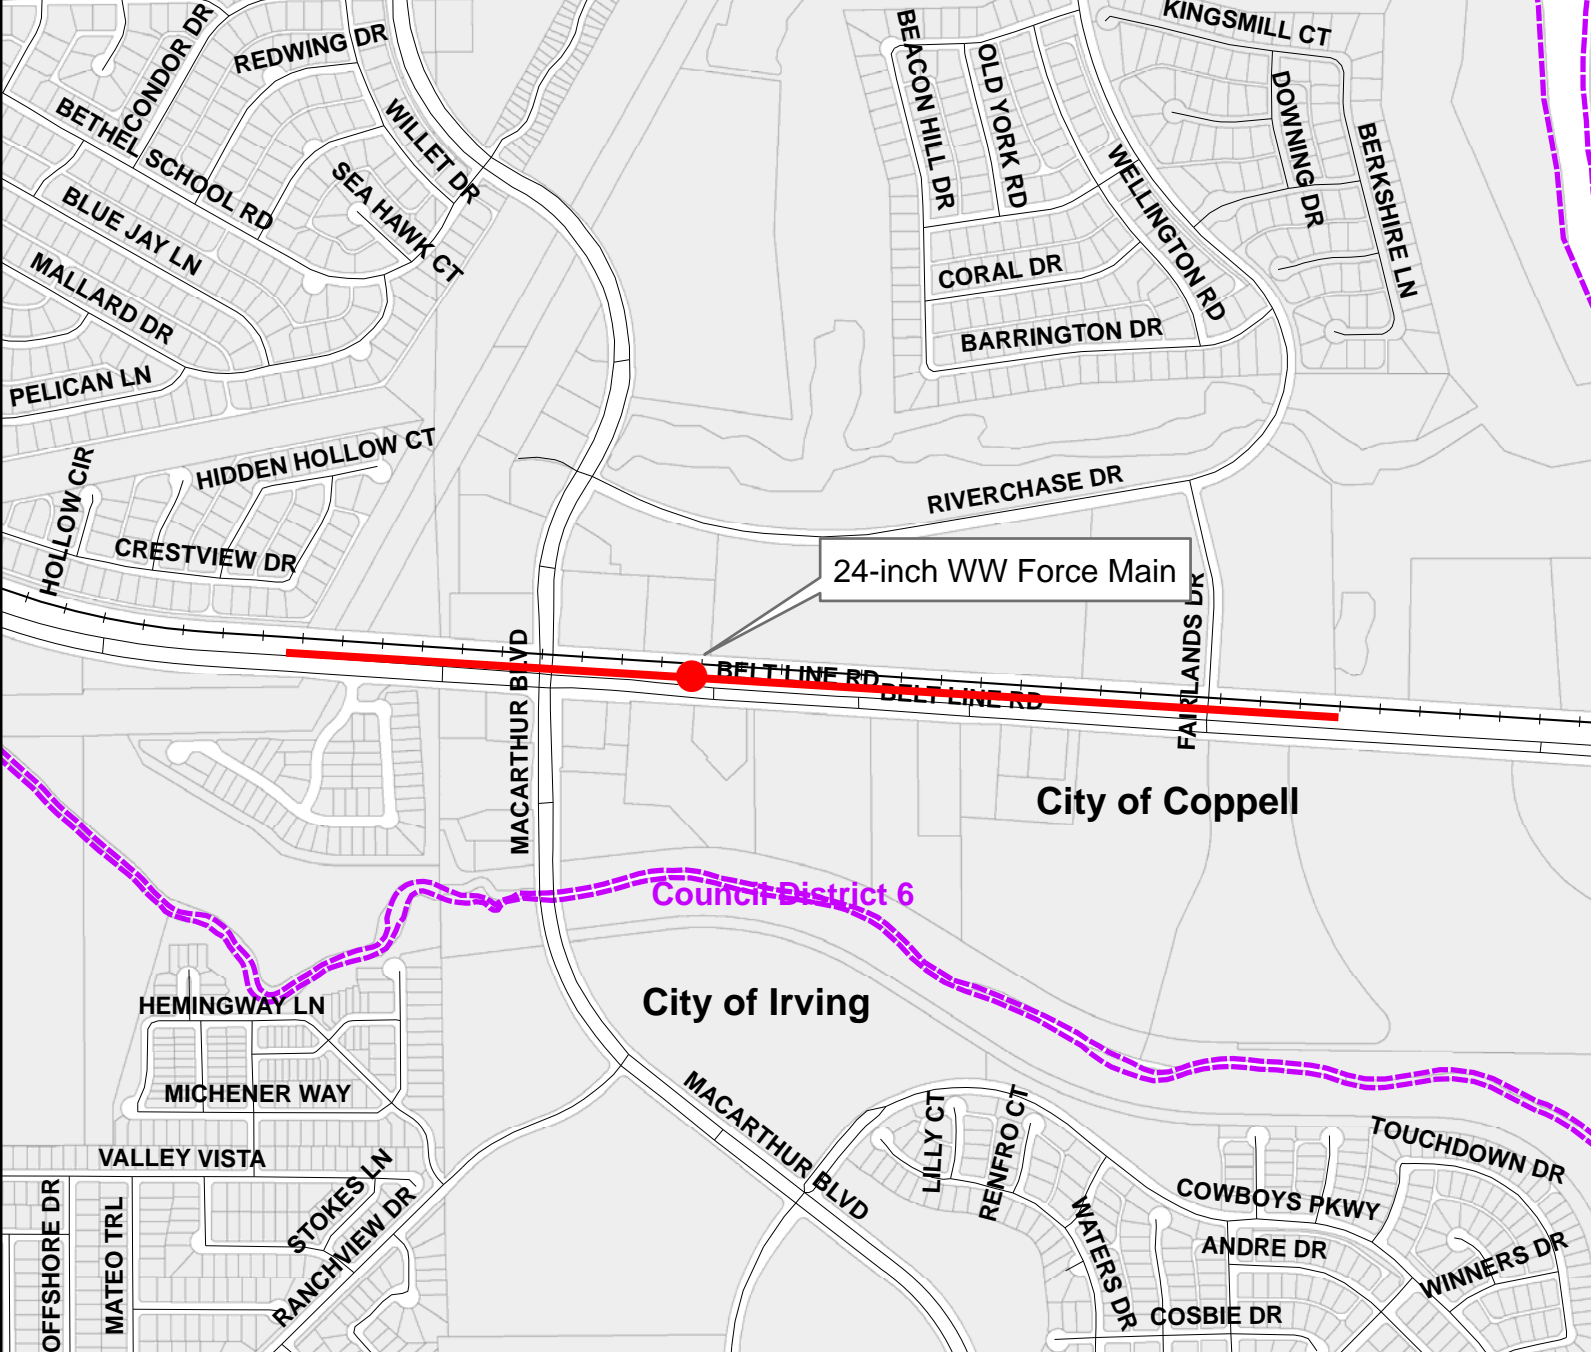 CONDOR DR
REDWING DR
BEACON HILL DR
OLD YORK RD
KINGSMILL CT
BETHEL SCHOOL RD
WILLET DR
DOWNING DR
BERKSHIRE LN
SEA HAWK CT
WELLINGTON RD
BLUE JAY LN
MALLARD DR
CORAL DR
BARRINGTON DR
PELICAN LN
HIDDEN HOLLOW CT
HOLLOW CIR
RIVERCHASE DR
CRESTVIEW DR
24-inch WW Force Main
FAIRLANDS DR
BELT LINE RD
BELT LINE RD
MACARTHUR BLVD
City of Coppell
Council District 6
City of Irving
HEMINGWAY LN
MICHENER WAY
MACARTHUR BLVD
LILLY CT
RENFRO CT
TOUCHDOWN DR
VALLEY VISTA
STOKES LN
COWBOYS PKWY
OFFSHORE DR
MATEO TRL
RANCHVIEW DR
WATERS DR
ANDRE DR
WINNERS DR
COSBIE DR